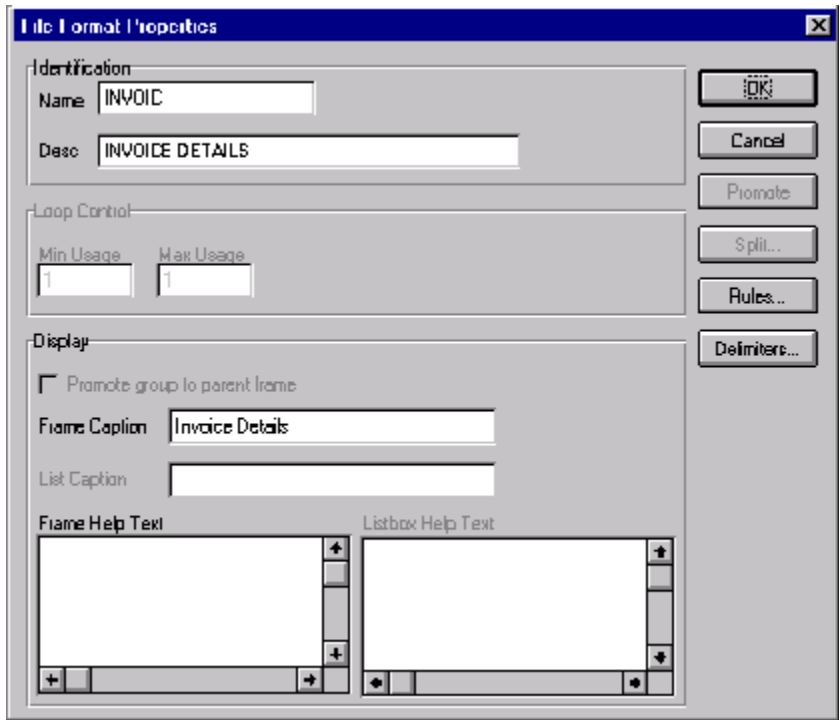 File Format Properties
Identification
Name INVOIC
Desc INVOICE DETAILS
Loop Control
Min Usage Max Usage
1 1
Display
Promote group to parent frame
Frame Caption Invoice Details
List Caption
Frame Help Text Listbox Help Text
OK
Cancel
Promote
Split...
Rules...
Delimiters...